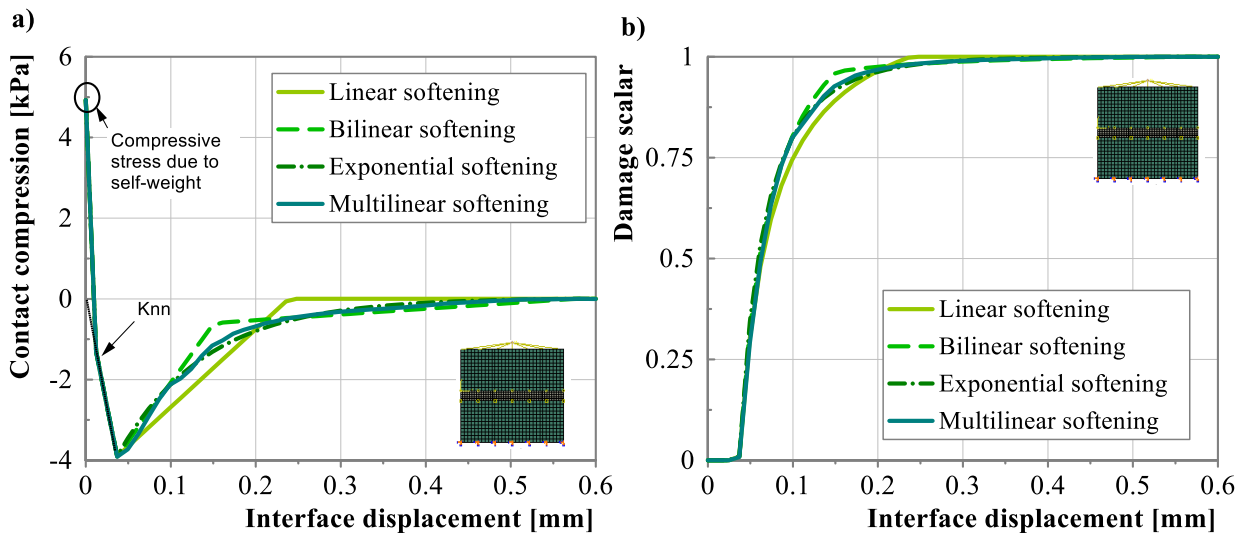 a)
Contact compression [kPa]
6
4
2
0
-2
-4
Compressive
stress due to
self-weight
Knn
Linear softening
Bilinear softening
Exponential softening
Multilinear softening
0
0.1
0.2
0.3
0.4
0.5
0.6
Interface displacement [mm]
b)
Damage scalar
1
0.75
0.5
0.25
0
Linear softening
Bilinear softening
Exponential softening
Multilinear softening
0
0.1
0.2
0.3
0.4
0.5
0.6
Interface displacement [mm]